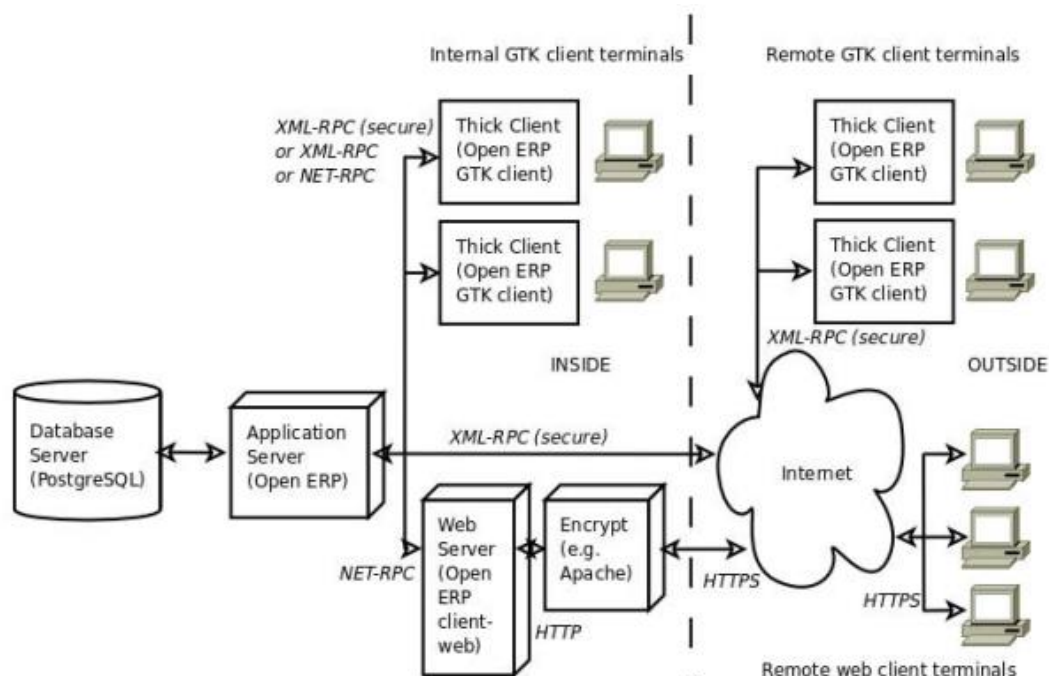 Internal GTK client terminals
Remote GTK client terminals
XML-RPC (secure)
or XML-RPC
or NET-RPC
Thick Client
(Open ERP
GTK client)
Thick Client
(Open ERP
GTK client)
Thick Client
(Open ERP
GTK client)
Thick Client
(Open ERP
GTK client)
XML-RPC (secure)
INSIDE
OUTSIDE
Database
Server
(PostgreSQL)
Application
Server
(Open ERP)
XML-RPC (secure)
Internet
NET-RPC
Web
Server
(Open
ERP
client-
web)
HTTP
Encrypt
(e.g.
Apache)
HTTPS
HTTPS
Remote web client terminals